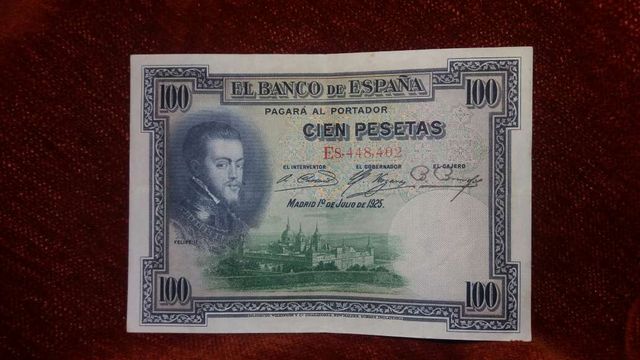 100 EL BANCO DE ESPAÑA 100
PAGARÁ AL PORTADOR
CIEN PESETAS
E8,448,402
EL INTERVENTOR EL GOBERNADOR EL CAJERO
MADRID 1º DE JULIO DE 1925.
FELIPE II
100 100